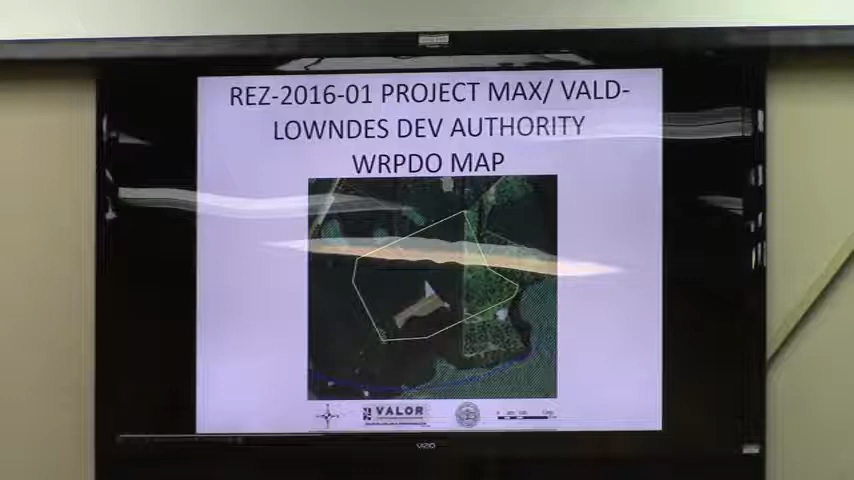 REZ-2016-01 PROJECT MAX/ VALD-
LOWNDES DEV AUTHORITY
WRPDO MAP
VALOR
VIZIO